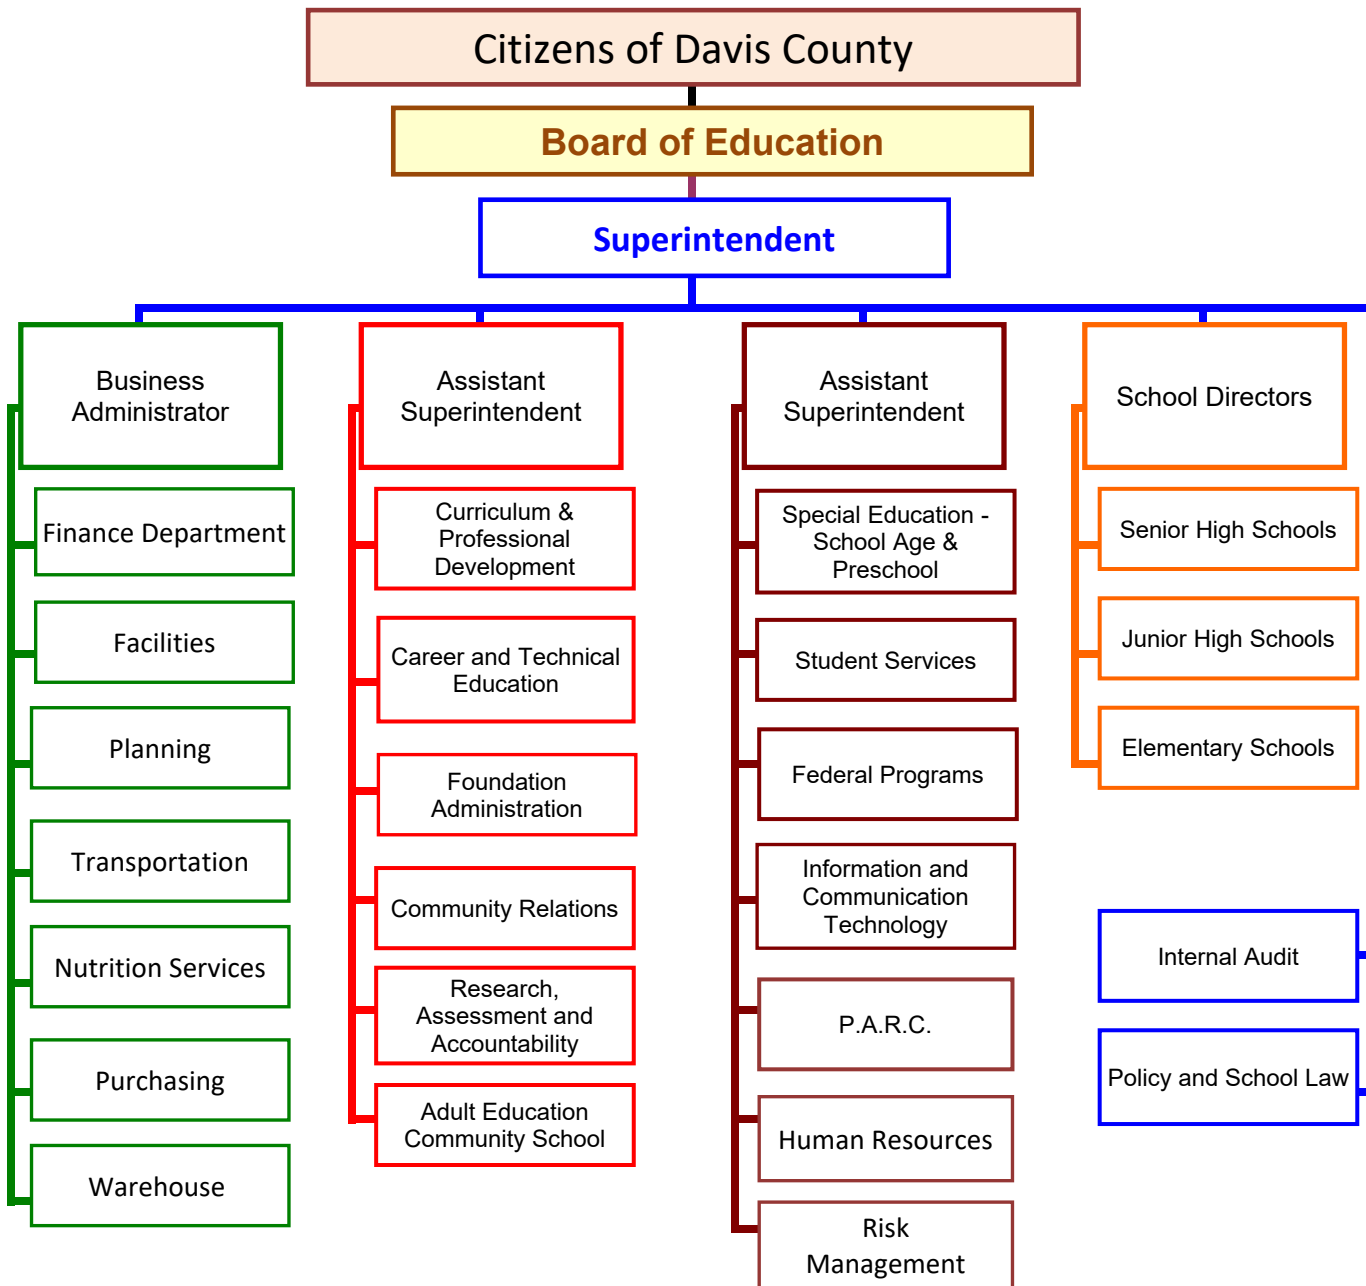 Citizens of Davis County
Board of Education
Superintendent
Business
Administrator
Finance Department
Facilities
Planning
Transportation
Nutrition Services
Purchasing
Warehouse
Assistant
Superintendent
Curriculum &
Professional
Development
Career and Technical
Education
Foundation
Administration
Community Relations
Research,
Assessment and
Accountability
Adult Education
Community School
Assistant
Superintendent
Special Education -
School Age &
Preschool
Student Services
Federal Programs
Information and
Communication
Technology
P.A.R.C.
Human Resources
Risk
Management
School Directors
Senior High Schools
Junior High Schools
Elementary Schools
Internal Audit
Policy and School Law